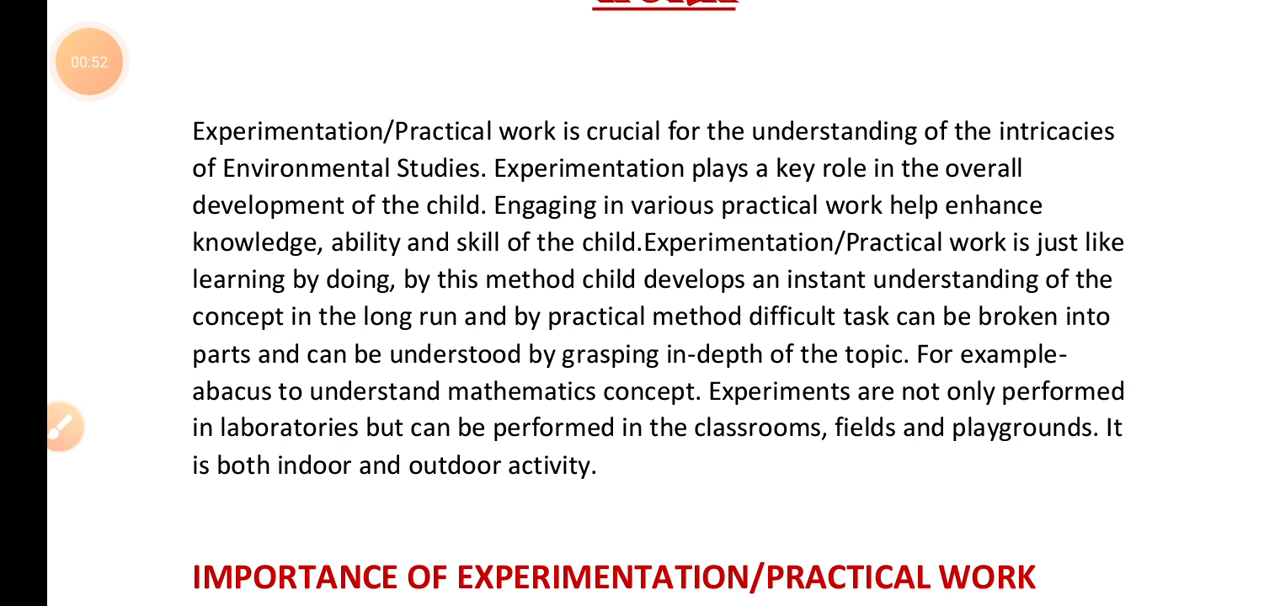 00:52
Experimentation/Practical work is crucial for the understanding of the intricacies
of Environmental Studies. Experimentation plays a key role in the overall
development of the child. Engaging in various practical work help enhance
knowledge, ability and skill of the child.Experimentation/Practical work is just like
learning by doing, by this method child develops an instant understanding of the
concept in the long run and by practical method difficult task can be broken into
parts and can be understood by grasping in-depth of the topic. For example-
abacus to understand mathematics concept. Experiments are not only performed
in laboratories but can be performed in the classrooms, fields and playgrounds. It
is both indoor and outdoor activity.
IMPORTANCE OF EXPERIMENTATION/PRACTICAL WORK